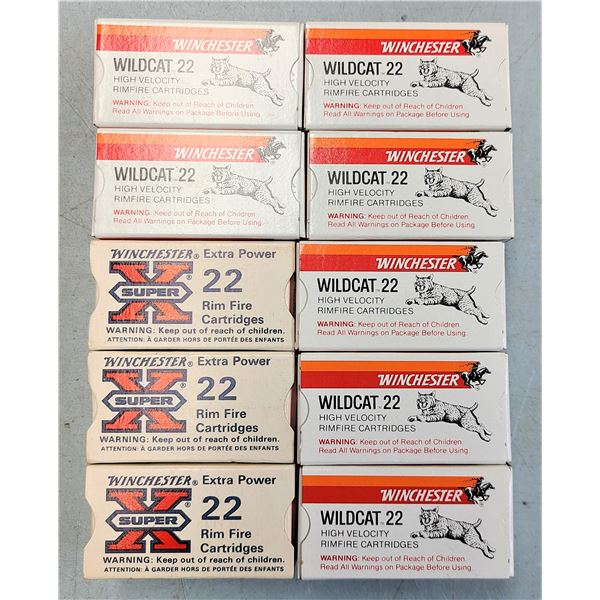 WINCHESTER
WILDCAT™ 22
HIGH VELOCITY
RIMFIRE CARTRIDGES
WARNING: Keep out of Reach of Children.
Read All Warnings on Package Before Using.
WINCHESTER
WILDCAT™ 22
HIGH VELOCITY
RIMFIRE CARTRIDGES
WARNING: Keep out of Reach of Children.
Read All Warnings on Package Before Using.
WINCHESTER
WILDCAT™ 22
HIGH VELOCITY
RIMFIRE CARTRIDGES
WARNING: Keep out of Reach of Children.
Read All Warnings on Package Before Using.
WINCHESTER
WILDCAT™ 22
HIGH VELOCITY
RIMFIRE CARTRIDGES
WARNING: Keep out of Reach of Children.
Read All Warnings on Package Before Using.
WINCHESTER® Extra Power
X SUPER ® 22
Rim Fire
Cartridges
WARNING: Keep out of reach of children.
ATTENTION: À GARDER HORS DE PORTÉE DES ENFANTS
WINCHESTER
WILDCAT™ 22
HIGH VELOCITY
RIMFIRE CARTRIDGES
WARNING: Keep out of Reach of Children.
Read All Warnings on Package Before Using.
WINCHESTER® Extra Power
X SUPER ® 22
Rim Fire
Cartridges
WARNING: Keep out of reach of children.
ATTENTION: À GARDER HORS DE PORTÉE DES ENFANTS
WINCHESTER
WILDCAT™ 22
HIGH VELOCITY
RIMFIRE CARTRIDGES
WARNING: Keep out of Reach of Children.
Read All Warnings on Package Before Using.
WINCHESTER® Extra Power
X SUPER ® 22
Rim Fire
Cartridges
WARNING: Keep out of reach of children.
ATTENTION: À GARDER HORS DE PORTÉE DES ENFANTS
WINCHESTER
WILDCAT™ 22
HIGH VELOCITY
RIMFIRE CARTRIDGES
WARNING: Keep out of Reach of Children.
Read All Warnings on Package Before Using.